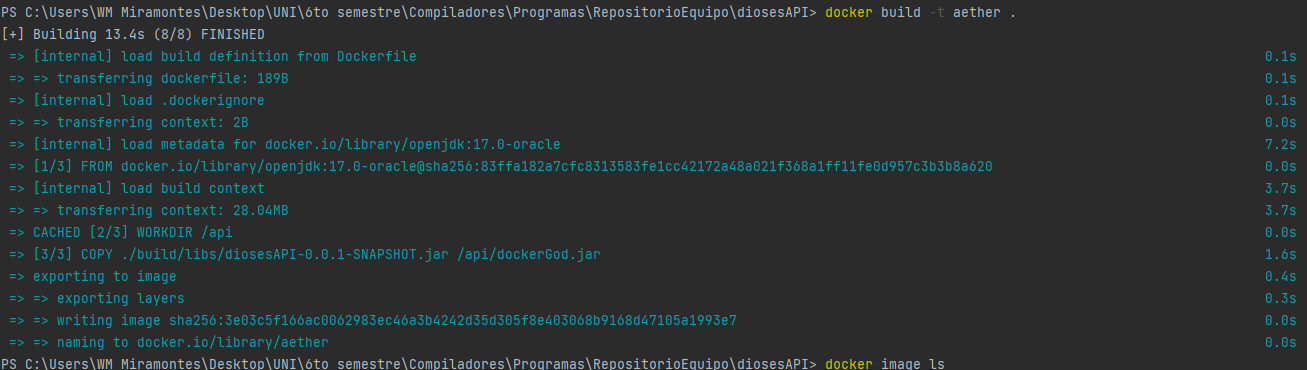 PS C:\Users\WM Miramontes\Desktop\UNI\6to semestre\Compiladores\Programas\RepositorioEquipo\diosesAPI> docker build -t aether .
[+] Building 13.4s (8/8) FINISHED
=> [internal] load build definition from Dockerfile 0.1s
=> => transferring dockerfile: 189B 0.1s
=> [internal] load .dockerignore 0.1s
=> => transferring context: 2B 0.0s
=> [internal] load metadata for docker.io/library/openjdk:17.0-oracle 7.2s
=> [1/3] FROM docker.io/library/openjdk:17.0-oracle@sha256:83ffa182a7cfc8313583fe1cc42172a48a021f368a1ff11fe0d957c3b3b8a620 0.0s
=> [internal] load build context 3.7s
=> => transferring context: 28.04MB 3.7s
=> CACHED [2/3] WORKDIR /api 0.0s
=> [3/3] COPY ./build/libs/diosesAPI-0.0.1-SNAPSHOT.jar /api/dockerGod.jar 1.6s
=> exporting to image 0.4s
=> => exporting layers 0.3s
=> => writing image sha256:3e03c5f166ac0062983ec46a3b4242d35d305f8e403068b9168d47105a1993e7 0.0s
=> => naming to docker.io/library/aether 0.0s
PS C:\Users\WM Miramontes\Desktop\UNI\6to semestre\Compiladores\Programas\RepositorioEquipo\diosesAPI> docker image ls